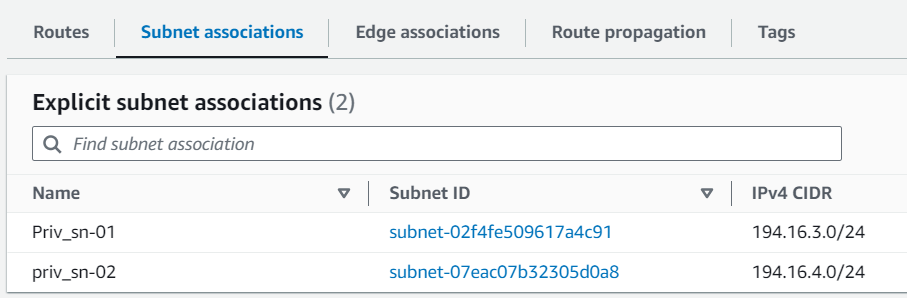 Routes Subnet associations Edge associations Route propagation Tags
Explicit subnet associations (2)
Find subnet association
Name Subnet ID IPv4 CIDR
Priv_sn-01 subnet-02f4fe509617a4c91 194.16.3.0/24
priv_sn-02 subnet-07eac07b32305d0a8 194.16.4.0/24